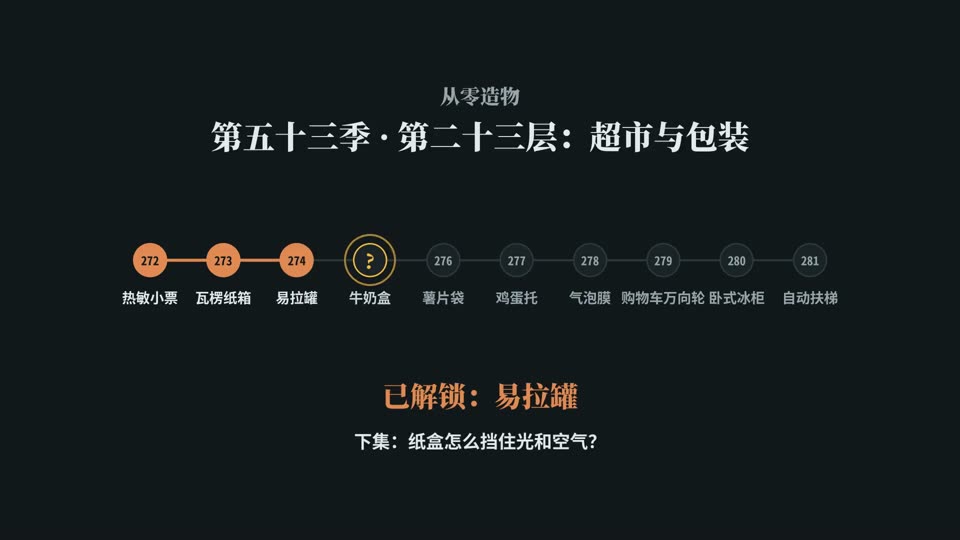 从零造物
第五十三季·第二十三层：超市与包装
272 273 274 ? 276 277 278 279 280 281
热敏小票 瓦楞纸箱 易拉罐 牛奶盒 薯片袋 鸡蛋托 气泡膜 购物车万向轮 卧式冰柜 自动扶梯
已解锁：易拉罐
下集：纸盒怎么挡住光和空气？